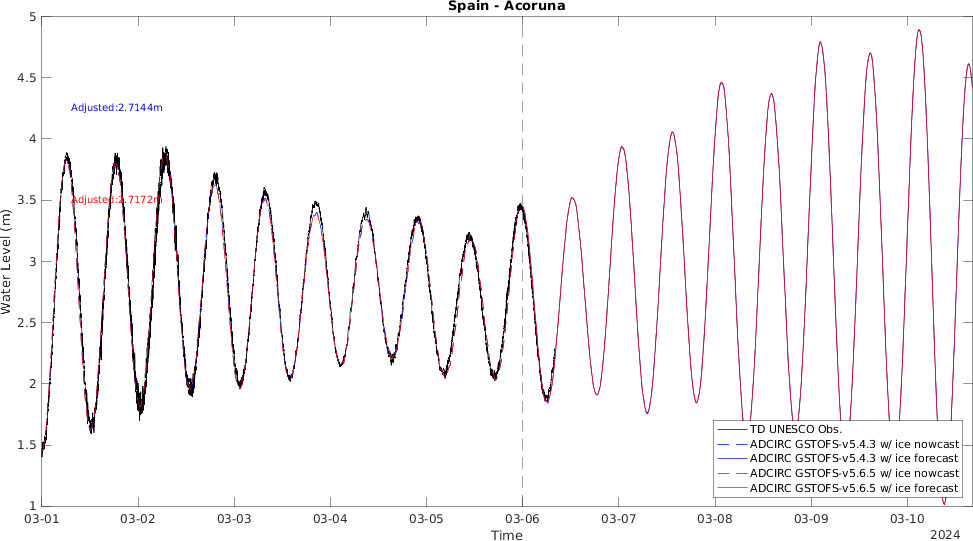 Spain - Acoruna
5
4.5
4
3.5
3
2.5
2
1.5
1
Water Level (m)
Adjusted:2.7144m
Adjusted:2.7172m
TD UNESCO Obs.
ADCIRC GSTOFS-v5.4.3 w/ ice nowcast
ADCIRC GSTOFS-v5.4.3 w/ ice forecast
ADCIRC GSTOFS-v5.6.5 w/ ice nowcast
ADCIRC GSTOFS-v5.6.5 w/ ice forecast
03-01 03-02 03-03 03-04 03-05 03-06 03-07 03-08 03-09 03-10
Time
2024